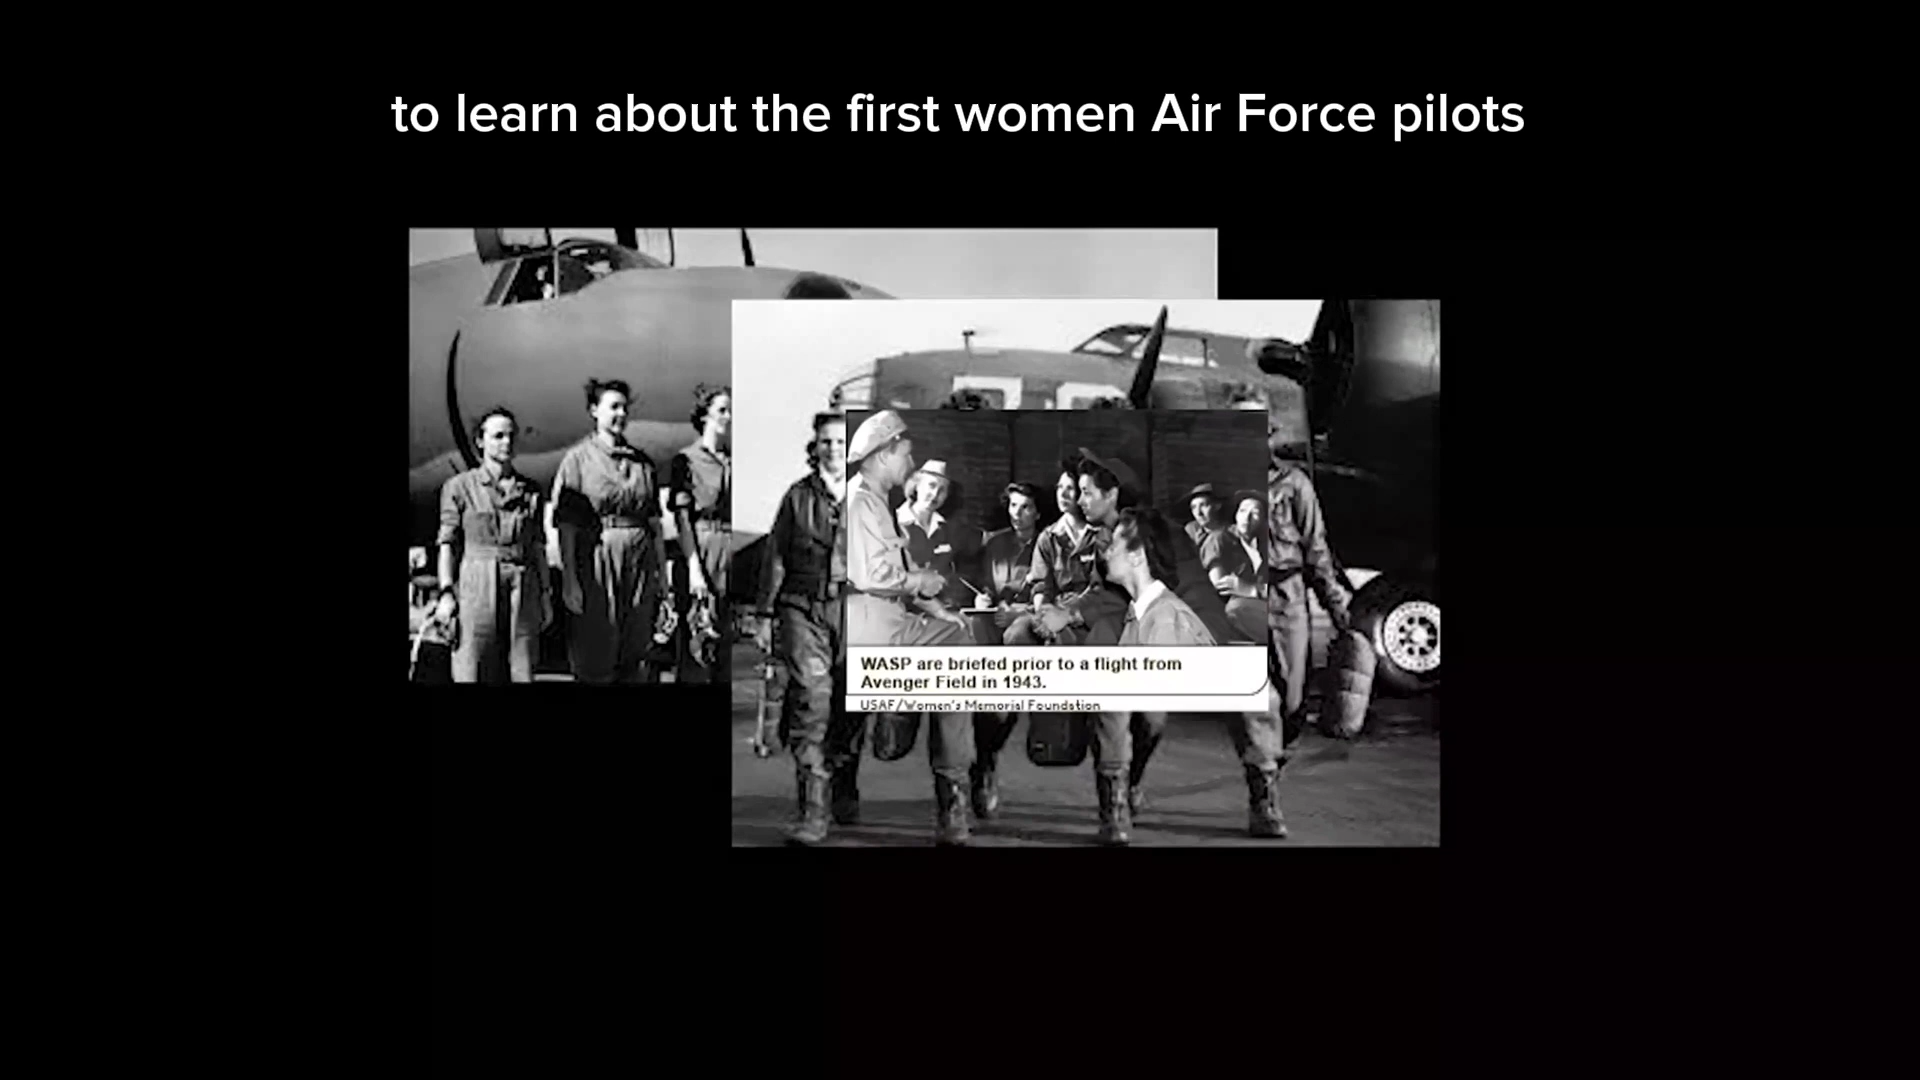 to learn about the first women Air Force pilots
WASP are briefed prior to a flight from
Avenger Field in 1943.
USAF/Women's Memorial Foundation